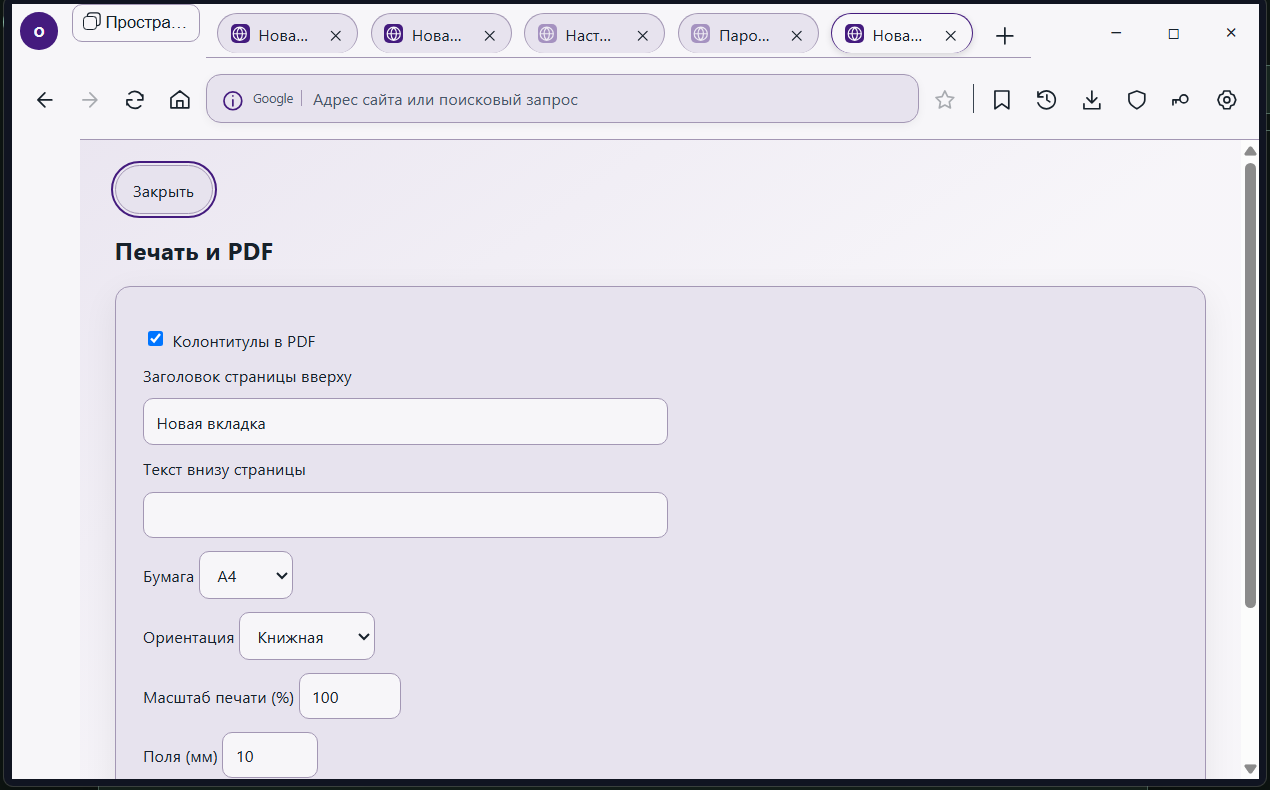 o
Простра...
Нова...
Нова...
Наст...
Паро...
Нова...
Google
Адрес сайта или поисковый запрос
Закрыть
Печать и PDF
Колонтитулы в PDF
Заголовок страницы вверху
Новая вкладка
Текст внизу страницы
Бумага A4
Ориентация Книжная
Масштаб печати (%) 100
Поля (мм) 10